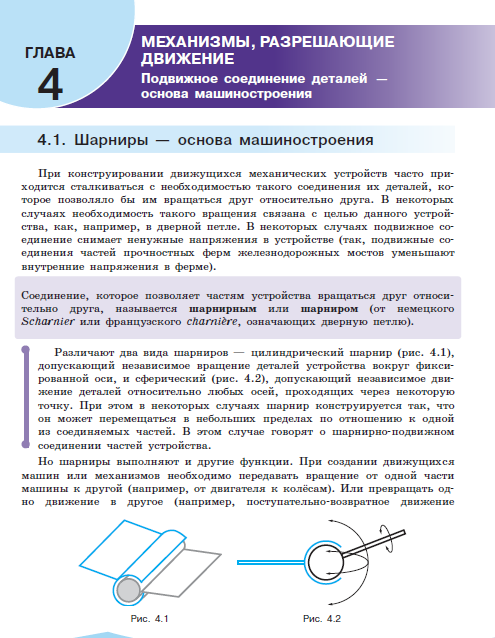 ГЛАВА
4
МЕХАНИЗМЫ, РАЗРЕШАЮЩИЕ
ДВИЖЕНИЕ
Подвижное соединение деталей —
основа машиностроения
4.1. Шарниры — основа машиностроения
При конструировании движущихся механических устройств часто при-
ходится сталкиваться с необходимостью такого соединения их деталей, ко-
торое позволяло бы им вращаться друг относительно друга. В некоторых
случаях необходимость такого вращения связана с целью данного устрой-
ства, как, например, в дверной петле. В некоторых случаях подвижное со-
единение снимает ненужные напряжения в устройстве (так, подвижные со-
единения частей прочностных ферм железнодорожных мостов уменьшают
внутренние напряжения в ферме).
Соединение, которое позволяет частям устройства вращаться друг относи-
тельно друга, называется шарнирным или шарниром (от немецкого
Scharnier или французского charnière, означающих дверную петлю).
Различают два вида шарниров — цилиндрический шарнир (рис. 4.1),
допускающий независимое вращение деталей устройства вокруг фикси-
рованной оси, и сферический (рис. 4.2), допускающий независимое дви-
жение деталей относительно любых осей, проходящих через некоторую
точку. При этом в некоторых случаях шарнир конструируется так, что
он может перемещаться в небольших пределах по отношению к одной
из соединяемых частей. В этом случае говорят о шарнирно-подвижном
соединении частей устройства.
Но шарниры выполняют и другие функции. При создании движущихся
машин или механизмов необходимо передавать вращение от одной части
машины к другой (например, от двигателя к колёсам). Или превращать од-
но движение в другое (например, поступательно-возвратное движение
Рис. 4.1
Рис. 4.2